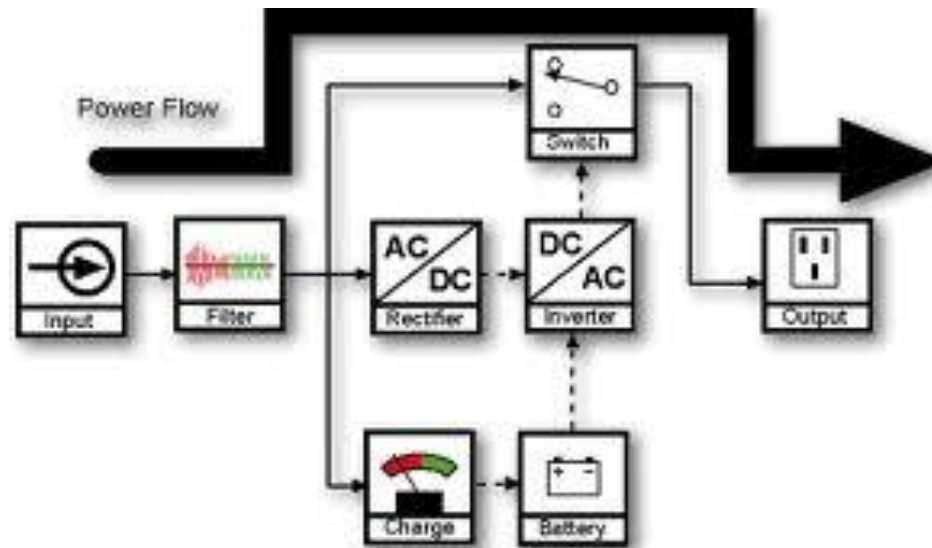 Power Flow
Switch
Input
Filter
AC
DC
Rectifier
DC
AC
Inverter
Output
Charge
+ -
Battery